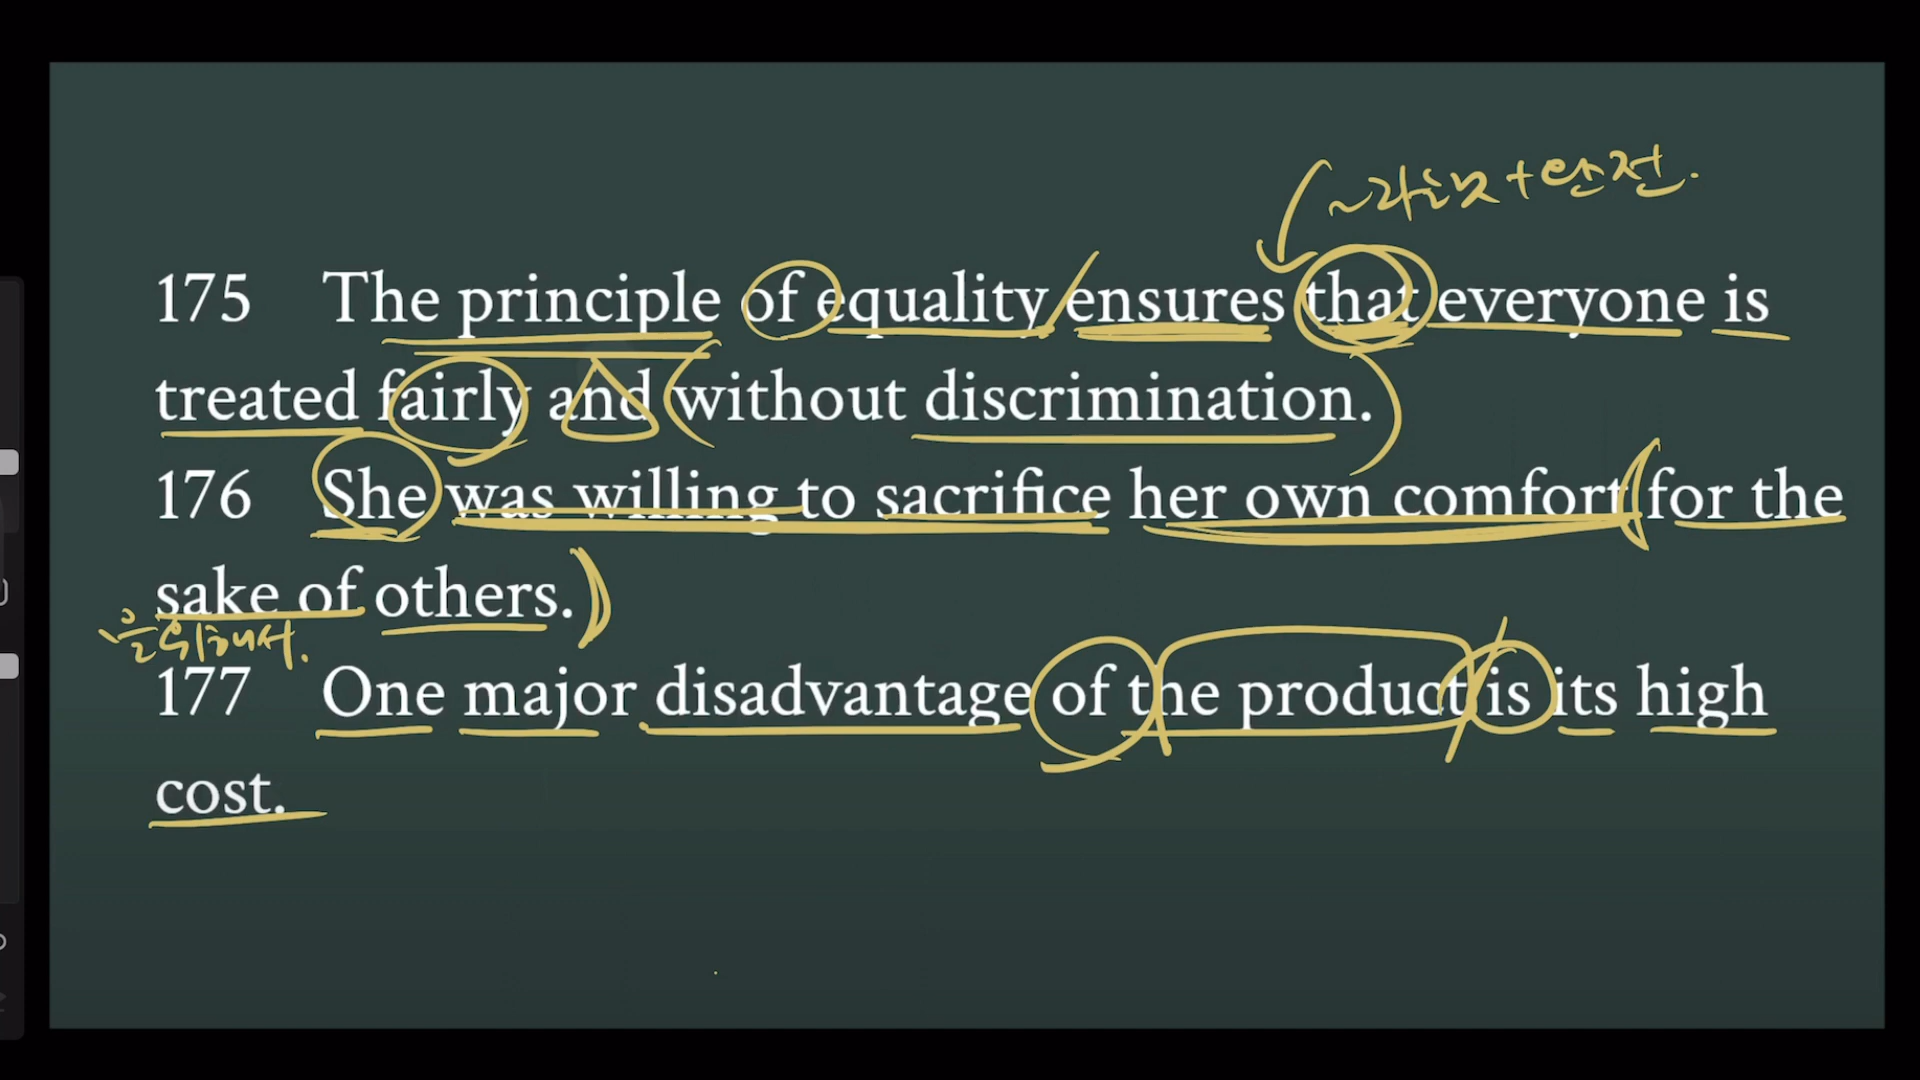 ~라는것+완전.
175 The principle of equality ensures that everyone is
treated fairly and without discrimination.
176 She was willing to sacrifice her own comfort for the
sake of others.
~을 위해서.
177 One major disadvantage of the product is its high
cost.